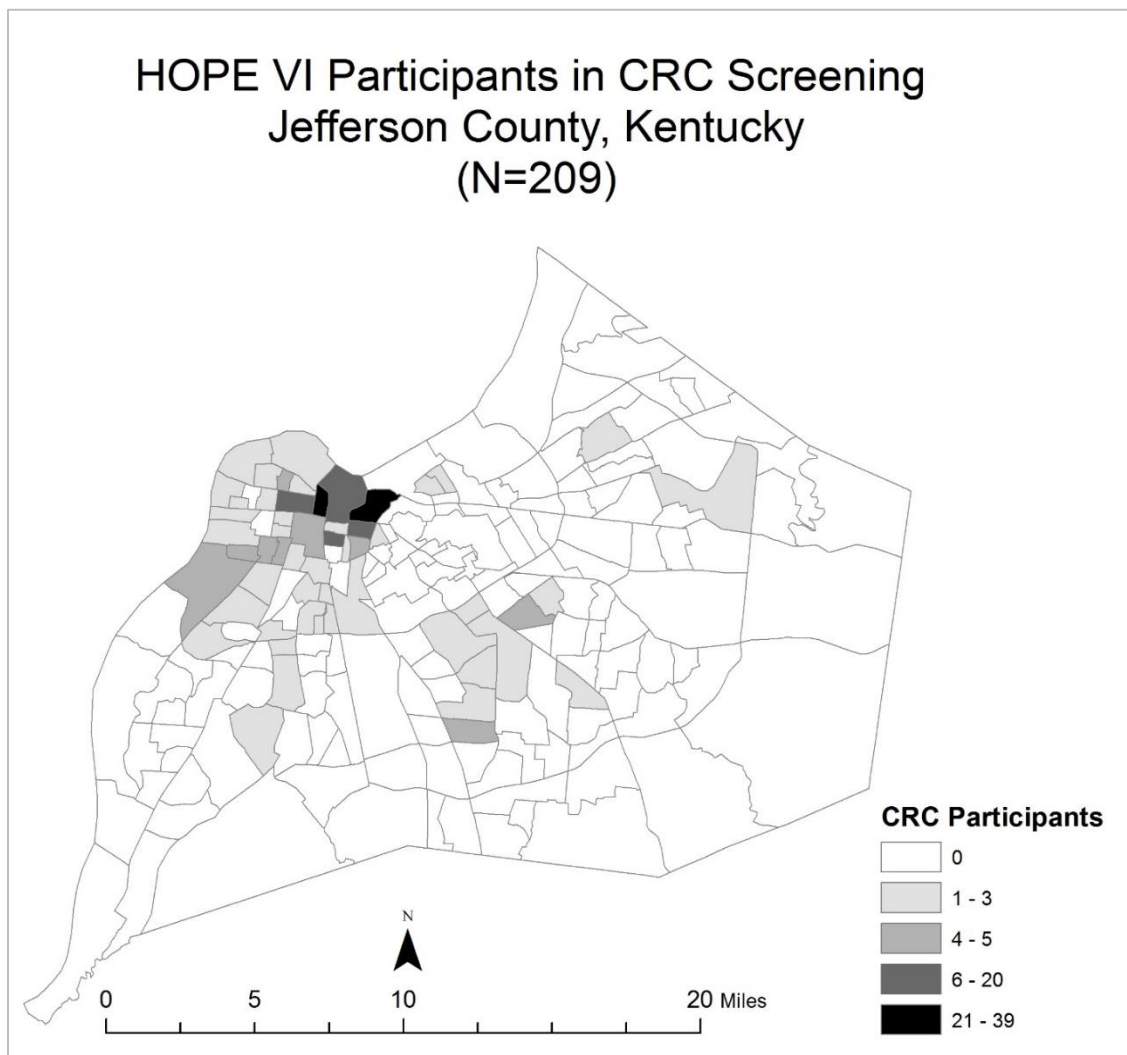 HOPE VI Participants in CRC Screening
Jefferson County, Kentucky
(N=209)
CRC Participants
0
1 - 3
4 - 5
6 - 20
21 - 39
N
0 5 10 20 Miles